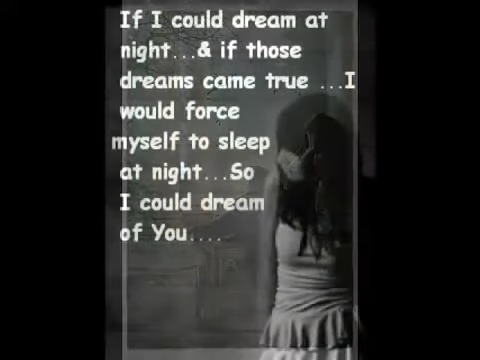 If I could dream at
night...& if those
dreams came true ...I
would force
myself to sleep
at night...So
I could dream
of You....